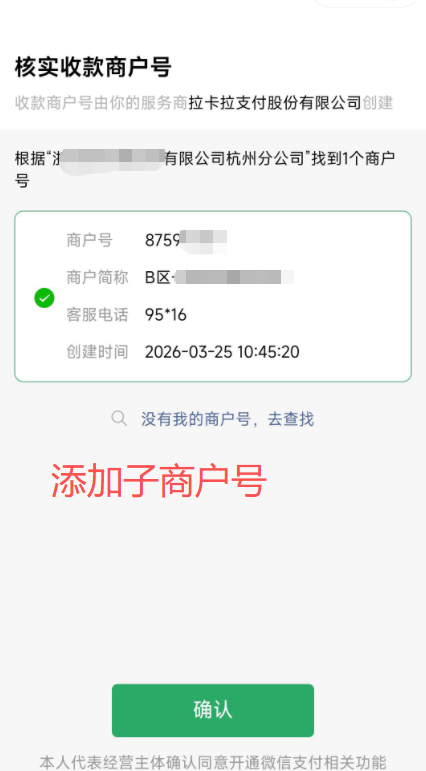 核实收款商户号
收款商户号由你的服务商拉卡拉支付股份有限公司创建
根据“浙有限公司杭州分公司”找到1个商户
号
商户号 8759
商户简称 B区
客服电话 95*16
创建时间 2026-03-25 10:45:20
没有我的商户号，去查找
添加子商户号
确认
本人代表经营主体确认同意开通微信支付相关功能